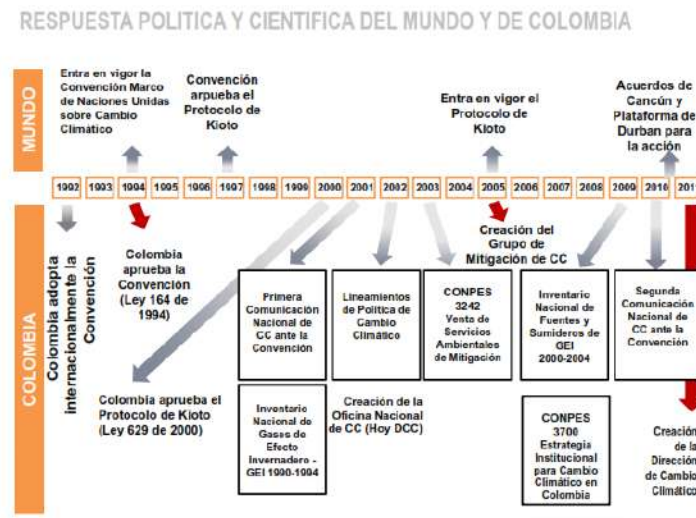 RESPUESTA POLITICA Y CIENTIFICA DEL MUNDO Y DE COLOMBIA
MUNDO
Entra en vigor la
Convención Marco
de Naciones Unidas
sobre Cambio
Climático
Convención
arpueba el
Protocolo de
Kioto
Entra en vigor el
Protocolo de
Kioto
Acuerdos de
Cancún y
Plataforma de
Durban para
la acción
1992 1993 1994 1995 1996 1997 1998 1999 2000 2001 2002 2003 2004 2005 2006 2007 2008 2009 2010 2011
COLOMBIA
Colombia adopta
internacionalmente la
Convención
Colombia
aprueba la
Convención
(Ley 164 de
1994)
Colombia aprueba el
Protocolo de Kioto
(Ley 629 de 2000)
Primera
Comunicación
Nacional de
CC ante la
Convención
Inventario
Nacional de
Gases de
Efecto
Invernadero -
GEI 1990-1994
Lineamientos
de Política de
Cambio
Climático
Creación de la
Oficina Nacional
de CC (Hoy DCC)
CONPES
3242
Venta de
Servicios
Ambientales
de Mitigación
Creación del
Grupo de
Mitigación de CC
Inventario
Nacional de
Fuentes y
Sumideros de
GEI
2000-2004
CONPES
3700
Estrategia
Institucional
para Cambio
Climático en
Colombia
Segunda
Comunicación
Nacional de
CC ante la
Convención
Creación
de la
Dirección
de Cambio
Climático